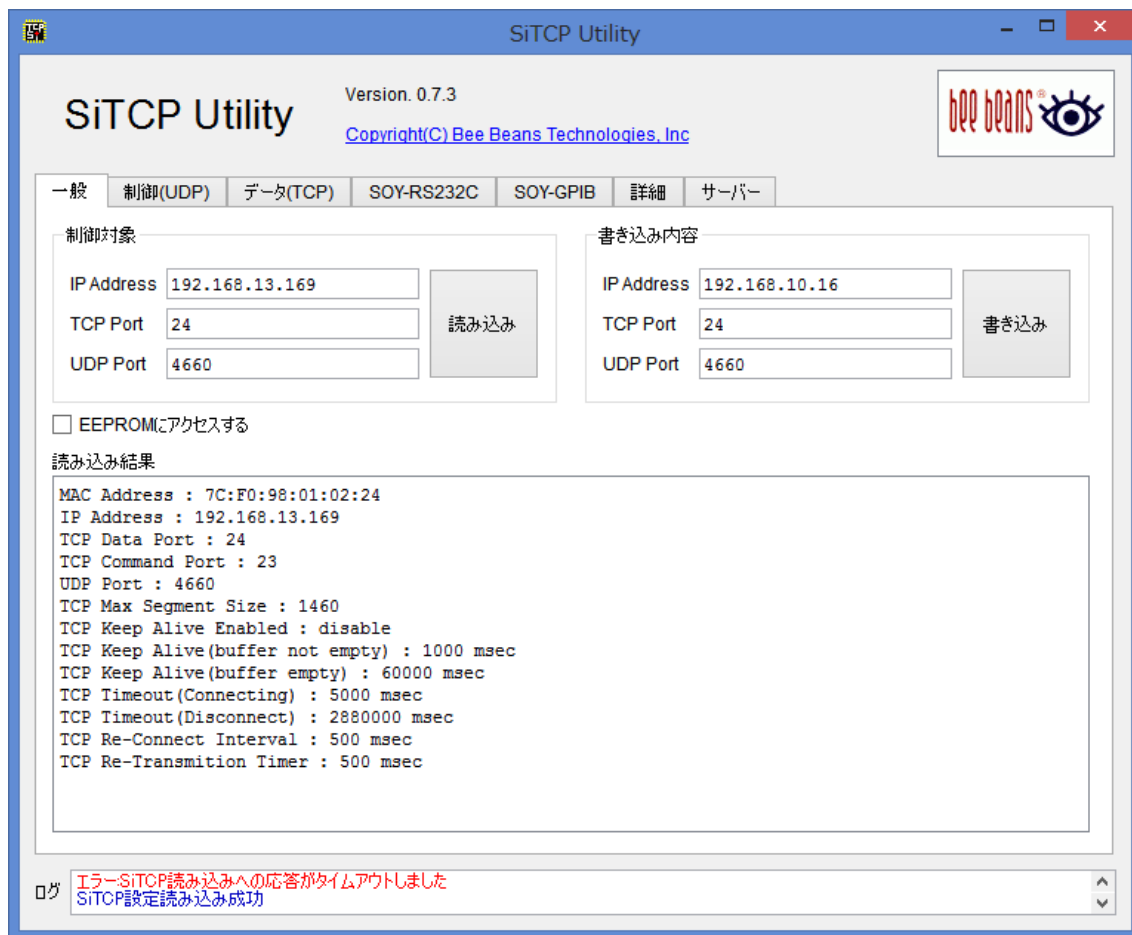 SiTCP Utility
SiTCP Utility
Version. 0.7.3
Copyright(C) Bee Beans Technologies, Inc
bee beans®
一般 制御(UDP) データ(TCP) SOY-RS232C SOY-GPIB 詳細 サーバー
制御対象
IP Address 192.168.13.169
TCP Port 24
UDP Port 4660
読み込み
書き込み内容
IP Address 192.168.10.16
TCP Port 24
UDP Port 4660
書き込み
EEPROMにアクセスする
読み込み結果
MAC Address : 7C:F0:98:01:02:24
IP Address : 192.168.13.169
TCP Data Port : 24
TCP Command Port : 23
UDP Port : 4660
TCP Max Segment Size : 1460
TCP Keep Alive Enabled : disable
TCP Keep Alive(buffer not empty) : 1000 msec
TCP Keep Alive(buffer empty) : 60000 msec
TCP Timeout(Connecting) : 5000 msec
TCP Timeout(Disconnect) : 2880000 msec
TCP Re-Connect Interval : 500 msec
TCP Re-Transmition Timer : 500 msec
ログ
エラー:SiTCP読み込みへの応答がタイムアウトしました
SiTCP設定読み込み成功